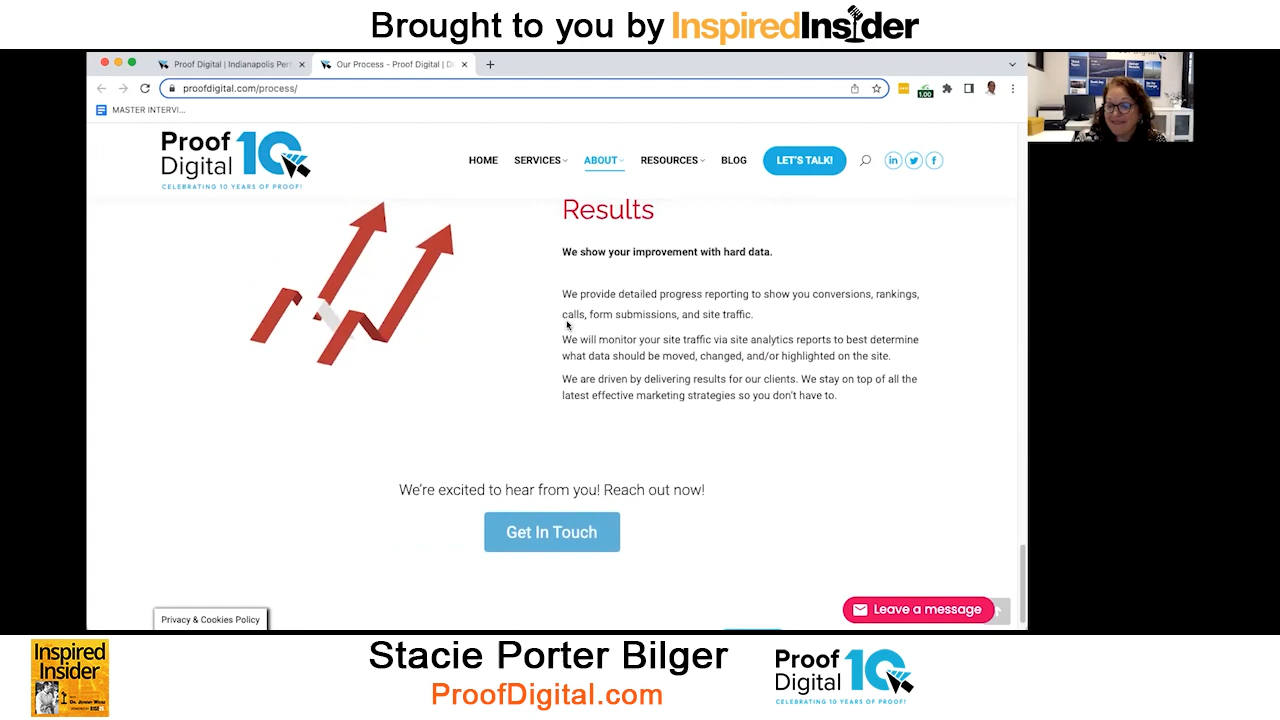 Brought to you by InspiredInsider
Proof Digital | Indianapolis Per
Our Process - Proof Digital | D
proofdigital.com/process/
1.00
MASTER INTERVI...
Proof
Digital 10
CELEBRATING 10 YEARS OF PROOF!
HOME SERVICES ABOUT RESOURCES BLOG LET'S TALK!
Results
We show your improvement with hard data.
We provide detailed progress reporting to show you conversions, rankings,
calls, form submissions, and site traffic.
We will monitor your site traffic via site analytics reports to best determine
what data should be moved, changed, and/or highlighted on the site.
We are driven by delivering results for our clients. We stay on top of all the
latest effective marketing strategies so you don't have to.
We're excited to hear from you! Reach out now!
Get In Touch
Leave a message
Privacy & Cookies Policy
Inspired
Insider
Stacie Porter Bilger
ProofDigital.com
Proof
Digital 10
CELEBRATING 10 YEARS OF PROOF!